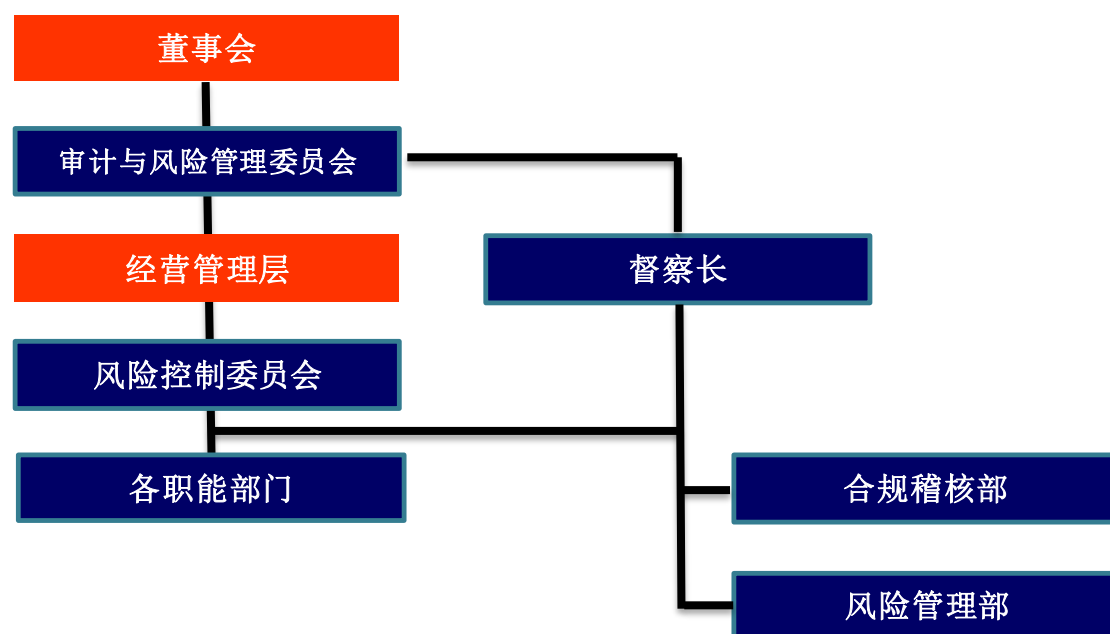 董事会
审计与风险管理委员会
经营管理层
督察长
风险控制委员会
各职能部门
合规稽核部
风险管理部